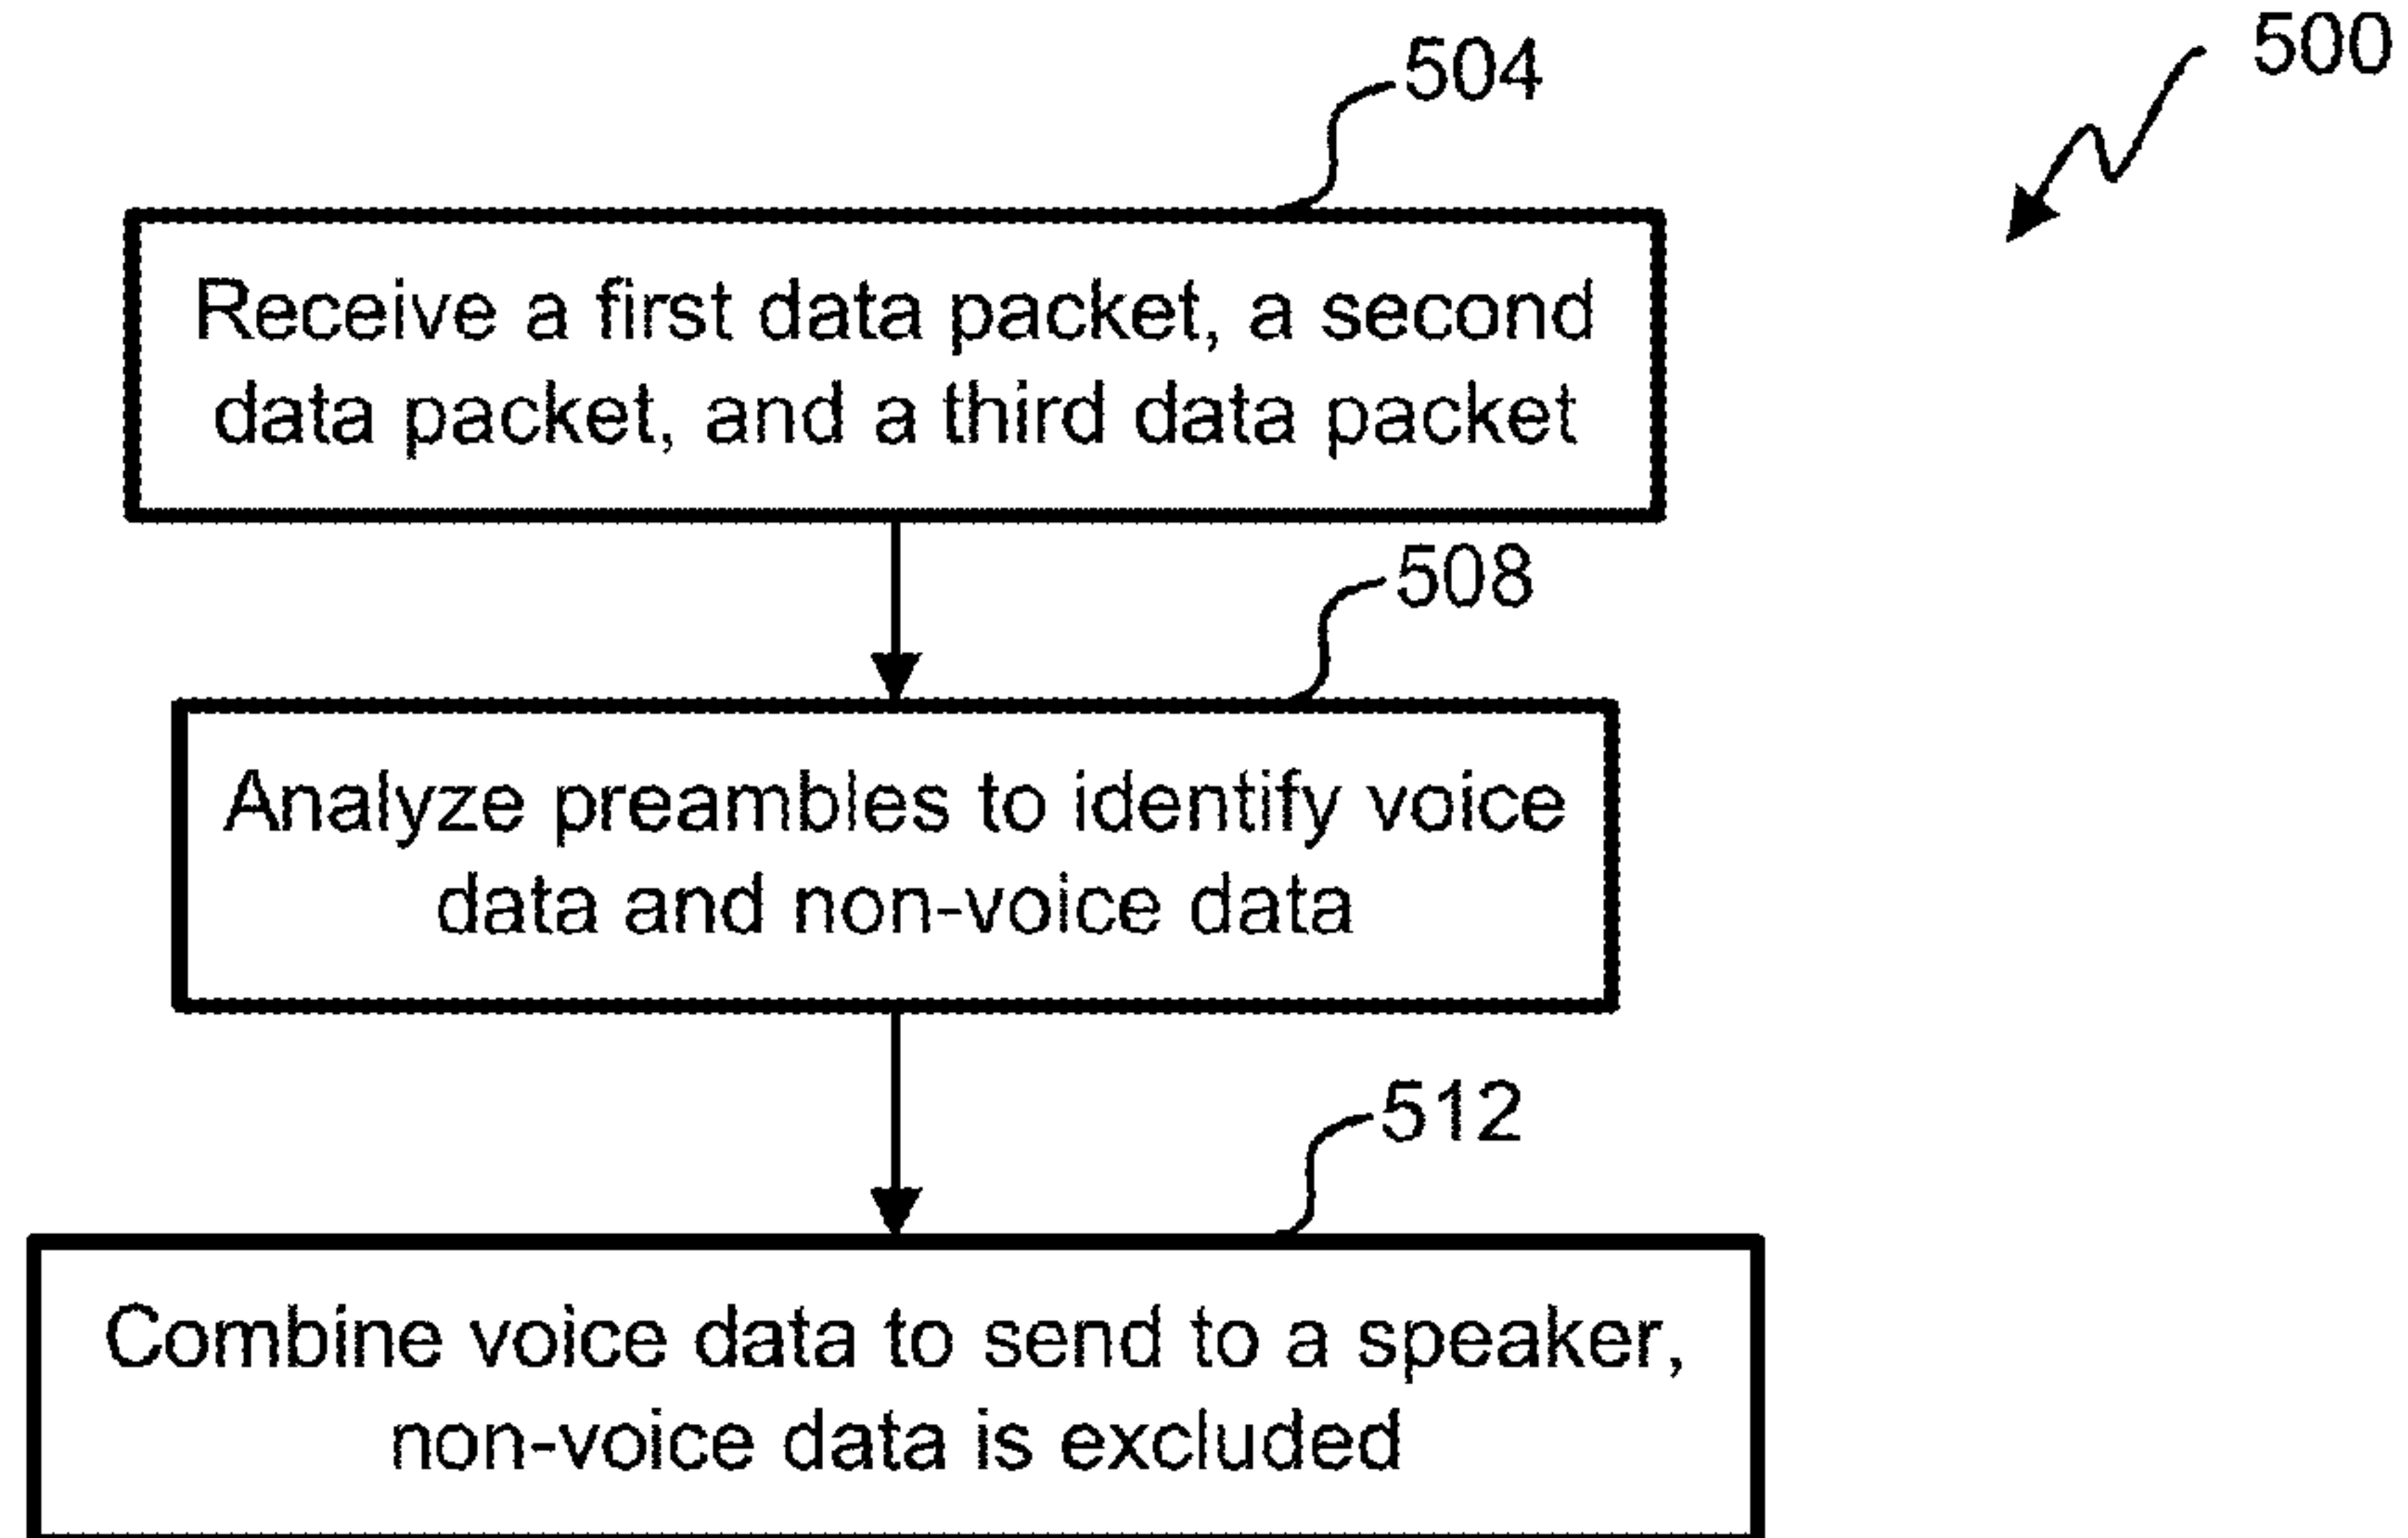 500
504
Receive a first data packet, a second
data packet, and a third data packet
508
Analyze preambles to identify voice
data and non-voice data
512
Combine voice data to send to a speaker,
non-voice data is excluded